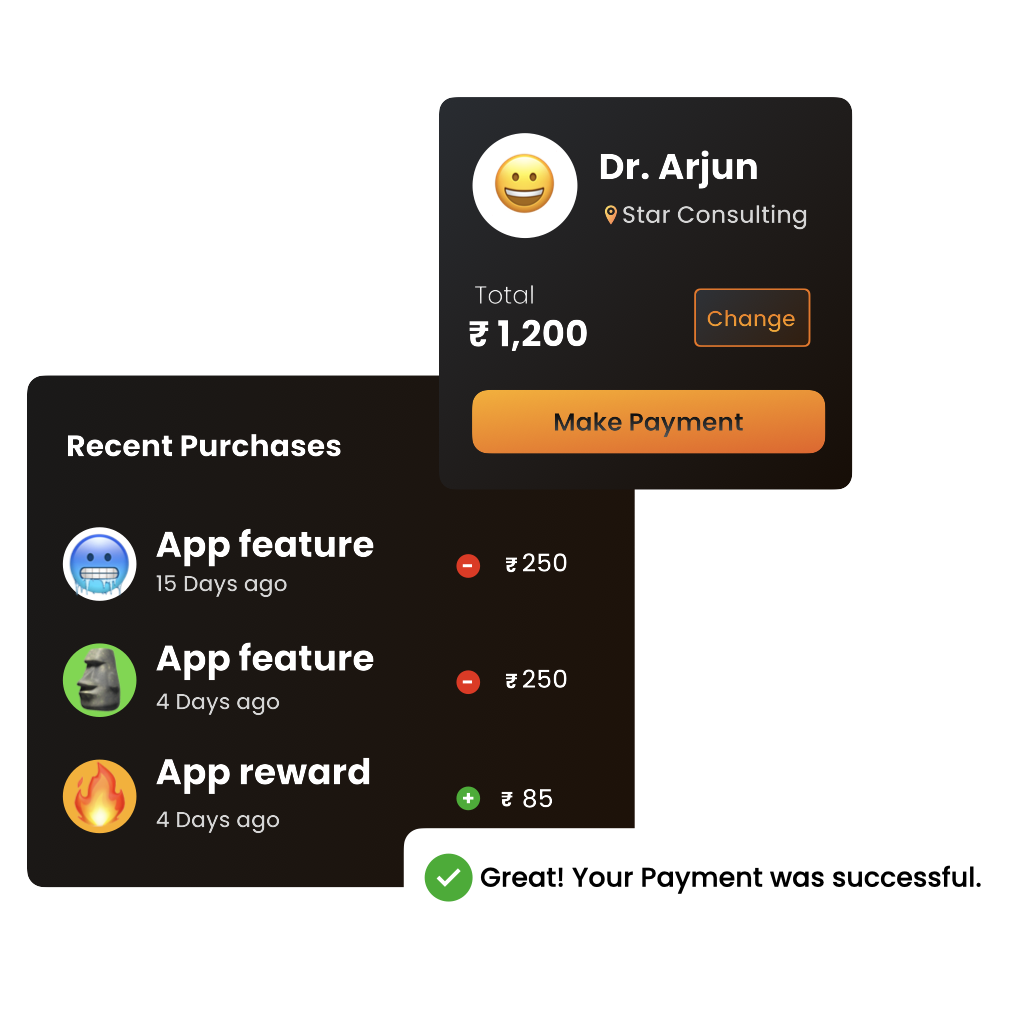 Dr. Arjun
Star Consulting
Total
₹ 1,200
Change
Make Payment
Recent Purchases
App feature
15 Days ago
₹ 250
App feature
4 Days ago
₹ 250
App reward
4 Days ago
₹ 85
Great! Your Payment was successful.